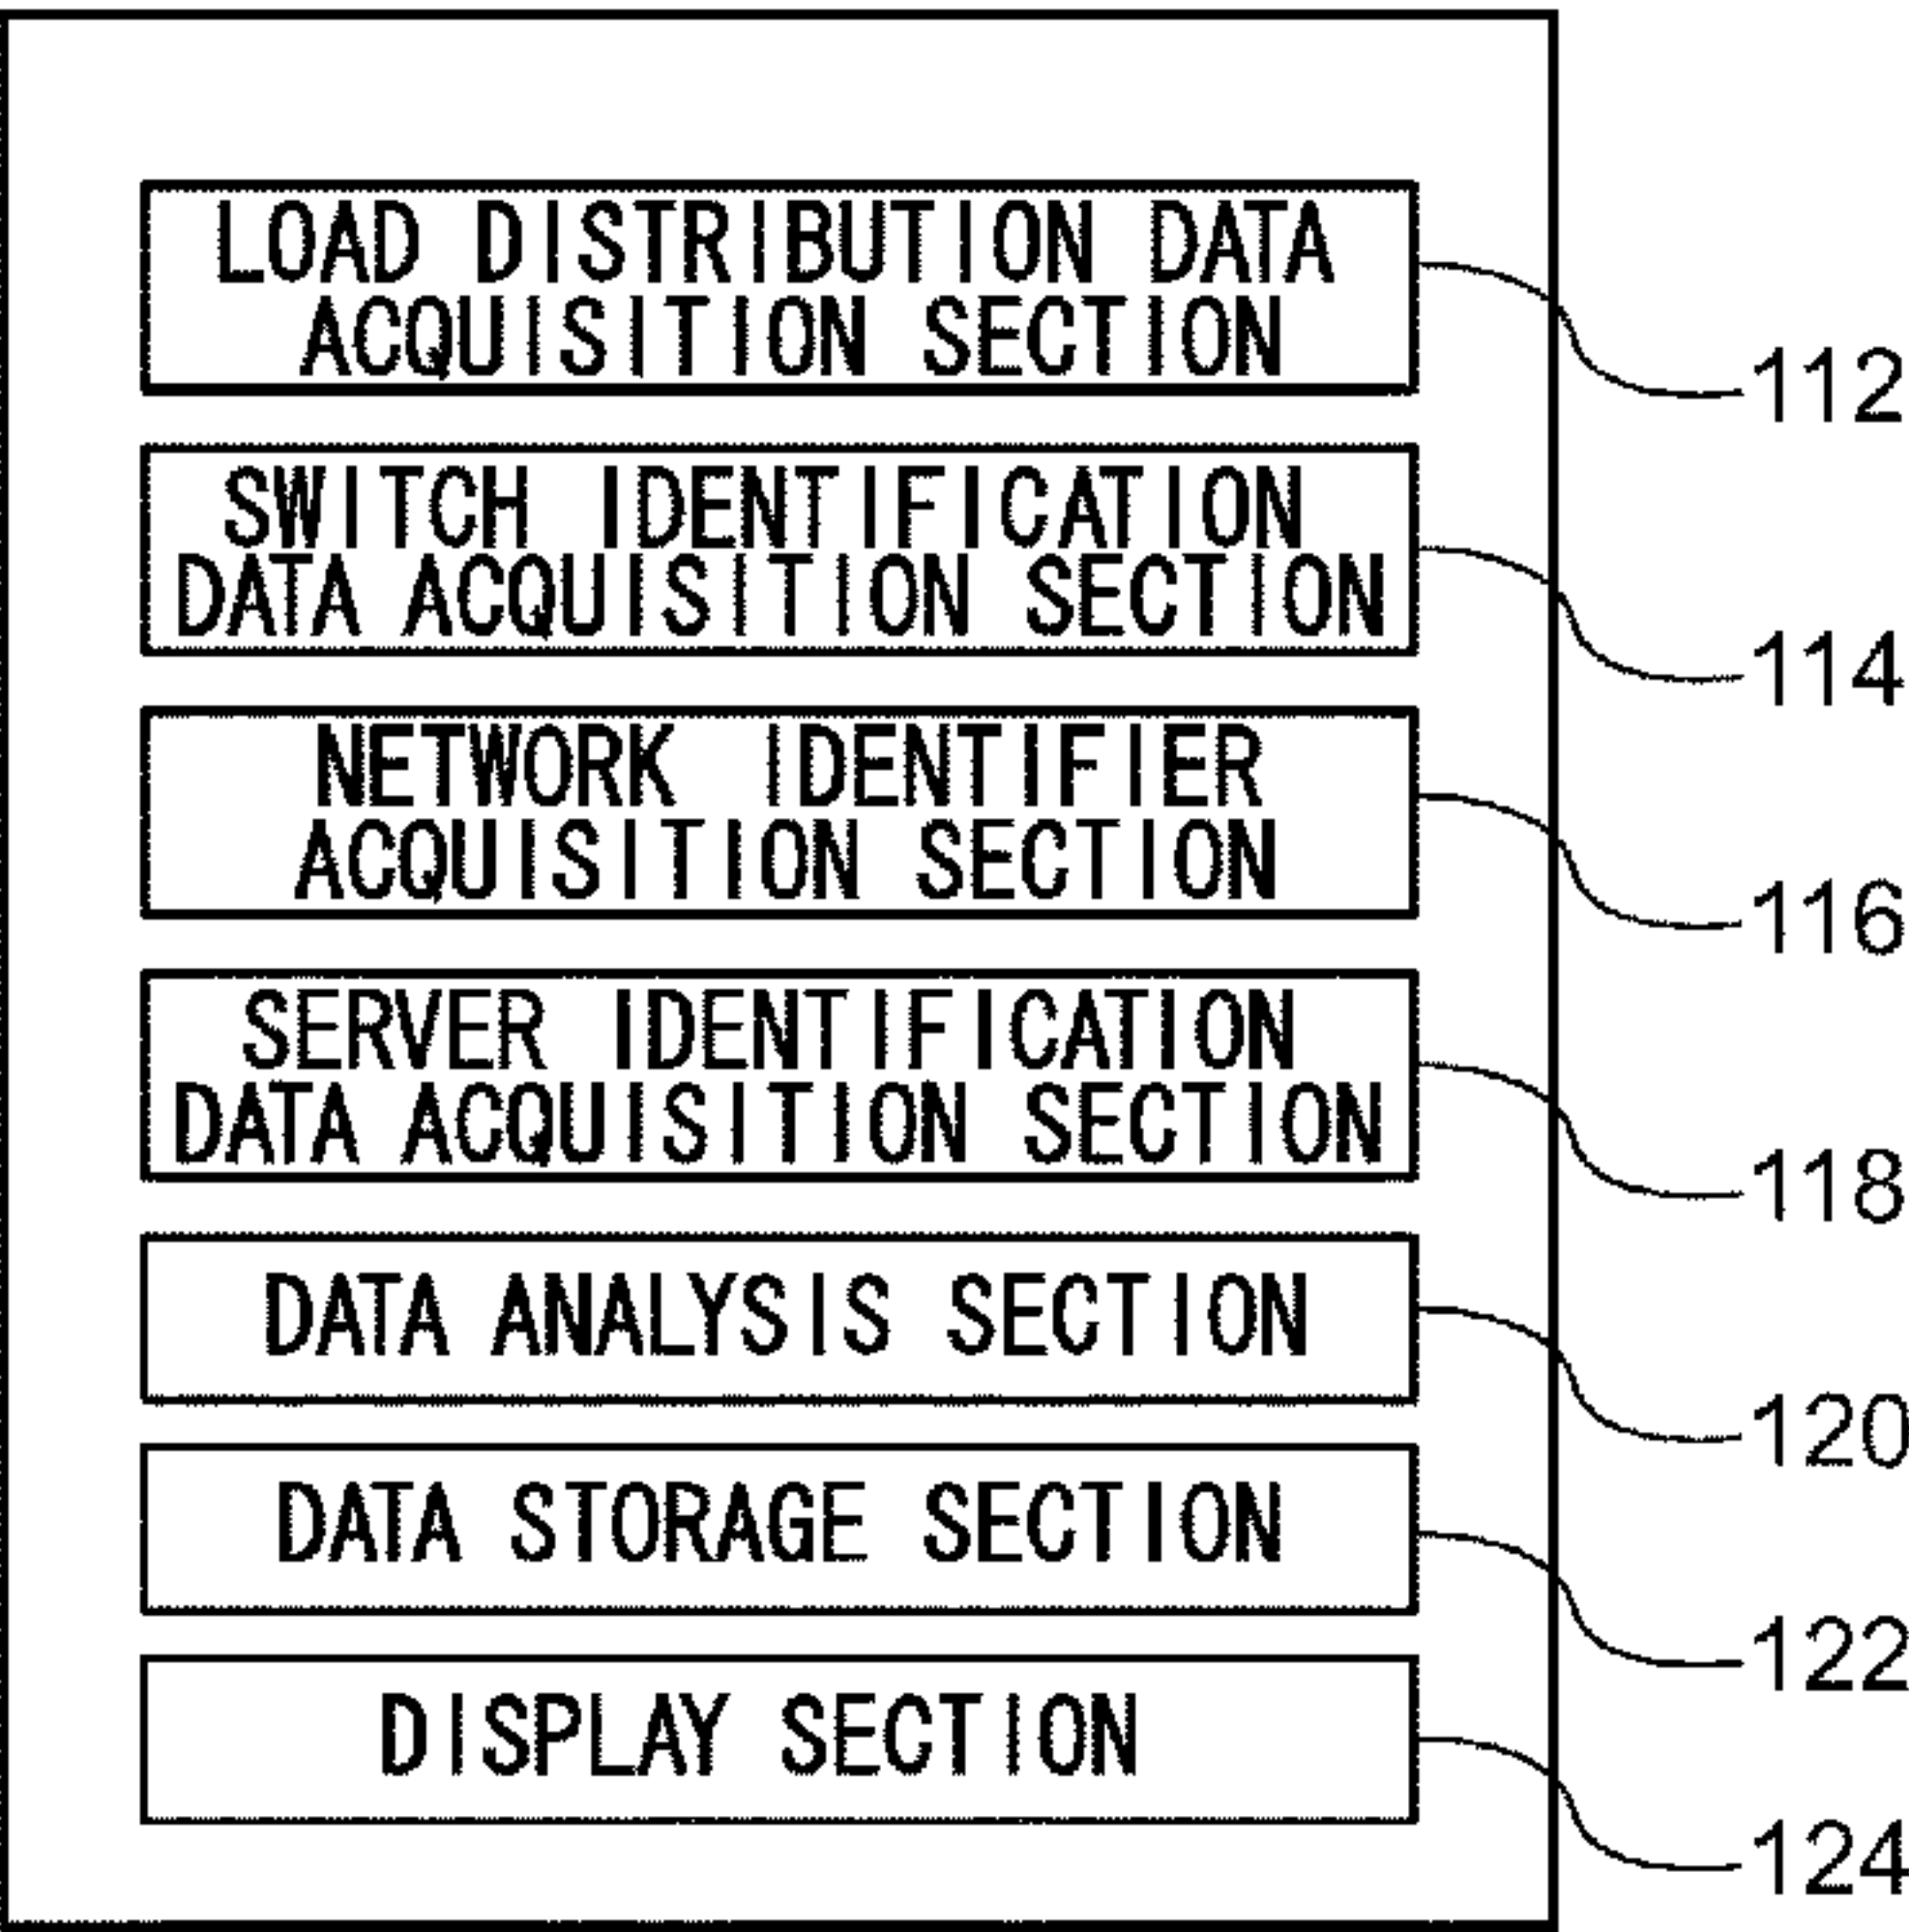 LOAD DISTRIBUTION DATA
ACQUISITION SECTION
112
SWITCH IDENTIFICATION
DATA ACQUISITION SECTION
114
NETWORK IDENTIFIER
ACQUISITION SECTION
116
SERVER IDENTIFICATION
DATA ACQUISITION SECTION
118
DATA ANALYSIS SECTION
120
DATA STORAGE SECTION
122
DISPLAY SECTION
124